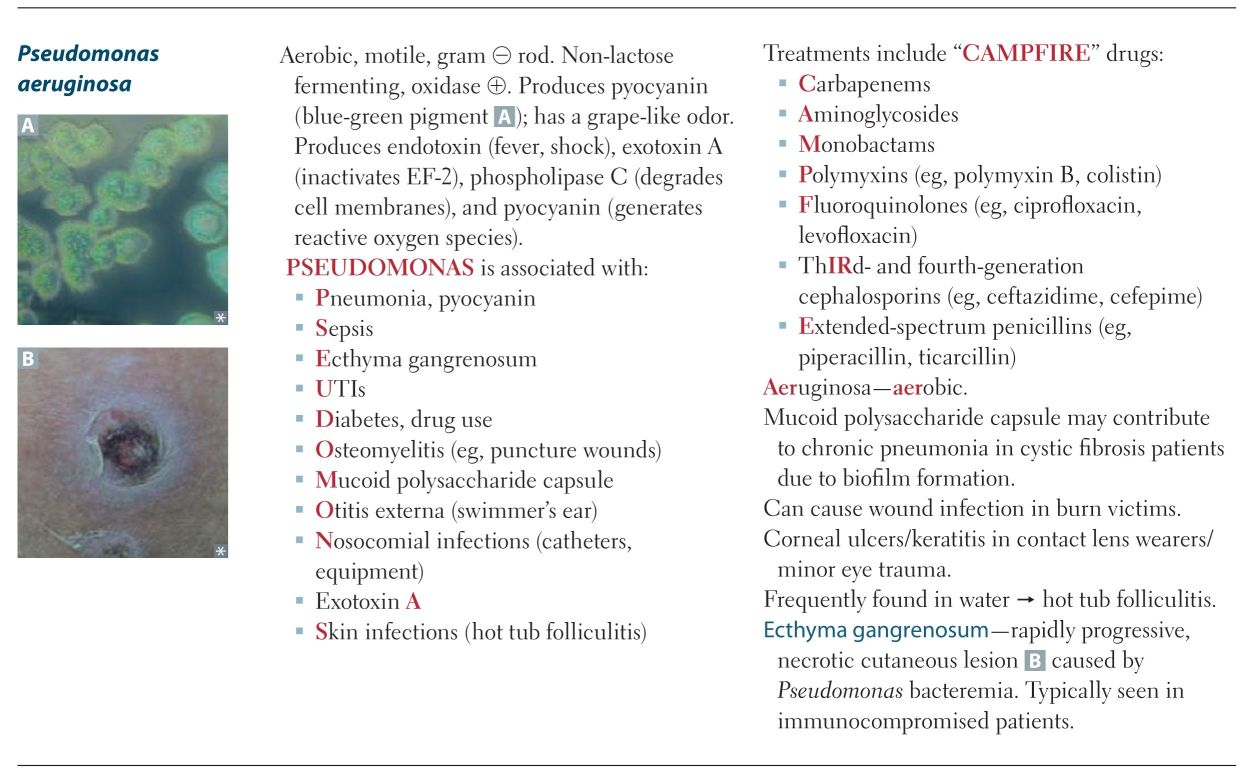 Pseudomonas
aeruginosa
A
*
B
*
Aerobic, motile, gram ⊖ rod. Non-lactose
fermenting, oxidase ⊕. Produces pyocyanin
(blue-green pigment A); has a grape-like odor.
Produces endotoxin (fever, shock), exotoxin A
(inactivates EF-2), phospholipase C (degrades
cell membranes), and pyocyanin (generates
reactive oxygen species).
PSEUDOMONAS is associated with:
▪ Pneumonia, pyocyanin
▪ Sepsis
▪ Ecthyma gangrenosum
▪ UTIs
▪ Diabetes, drug use
▪ Osteomyelitis (eg, puncture wounds)
▪ Mucoid polysaccharide capsule
▪ Otitis externa (swimmer's ear)
▪ Nosocomial infections (catheters,
equipment)
▪ Exotoxin A
▪ Skin infections (hot tub folliculitis)
Treatments include “CAMPFIRE” drugs:
▪ Carbapenems
▪ Aminoglycosides
▪ Monobactams
▪ Polymyxins (eg, polymyxin B, colistin)
▪ Fluoroquinolones (eg, ciprofloxacin,
levofloxacin)
▪ ThIRd- and fourth-generation
cephalosporins (eg, ceftazidime, cefepime)
▪ Extended-spectrum penicillins (eg,
piperacillin, ticarcillin)
Aeruginosa—aerobic.
Mucoid polysaccharide capsule may contribute
to chronic pneumonia in cystic fibrosis patients
due to biofilm formation.
Can cause wound infection in burn victims.
Corneal ulcers/keratitis in contact lens wearers/
minor eye trauma.
Frequently found in water → hot tub folliculitis.
Ecthyma gangrenosum—rapidly progressive,
necrotic cutaneous lesion B caused by
Pseudomonas bacteremia. Typically seen in
immunocompromised patients.